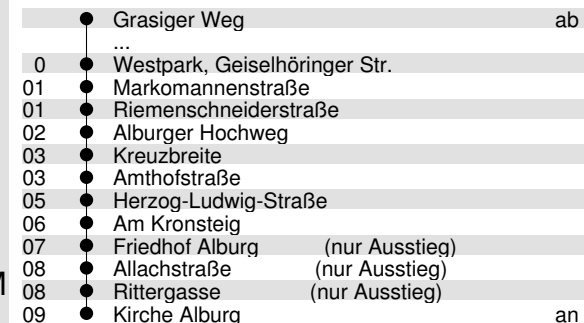 Grasiger Weg ab
...
0 Westpark, Geiselhöringer Str.
01 Markomannenstraße
01 Riemenschneiderstraße
02 Alburger Hochweg
03 Kreuzbreite
03 Amthofstraße
05 Herzog-Ludwig-Straße
06 Am Kronsteig
07 Friedhof Alburg (nur Ausstieg)
08 Allachstraße (nur Ausstieg)
08 Rittergasse (nur Ausstieg)
09 Kirche Alburg an